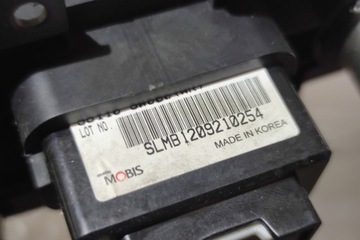 LOT NO.
SLMB1209210254
MADE IN KOREA
MOBIS